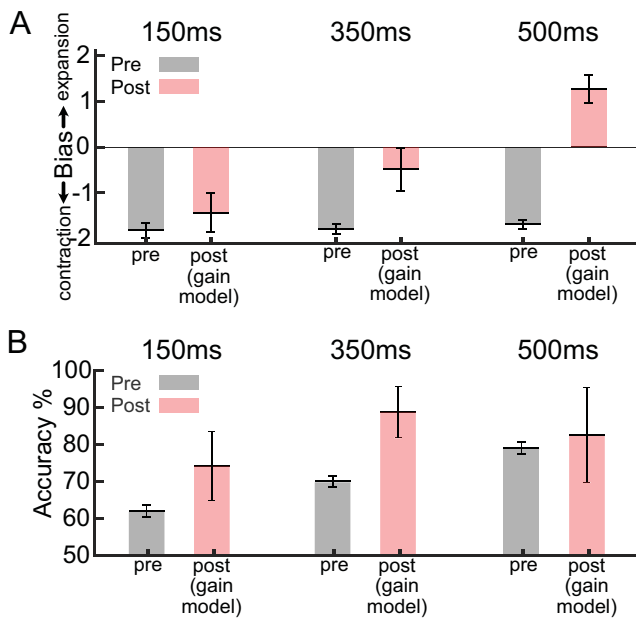 A
150ms 350ms 500ms
contraction ← Bias → expansion
2
1
0
-1
-2
Pre
Post
pre post (gain model) pre post (gain model) pre post (gain model)
B
150ms 350ms 500ms
Accuracy %
100
90
80
70
60
50
Pre
Post
pre post (gain model) pre post (gain model) pre post (gain model)